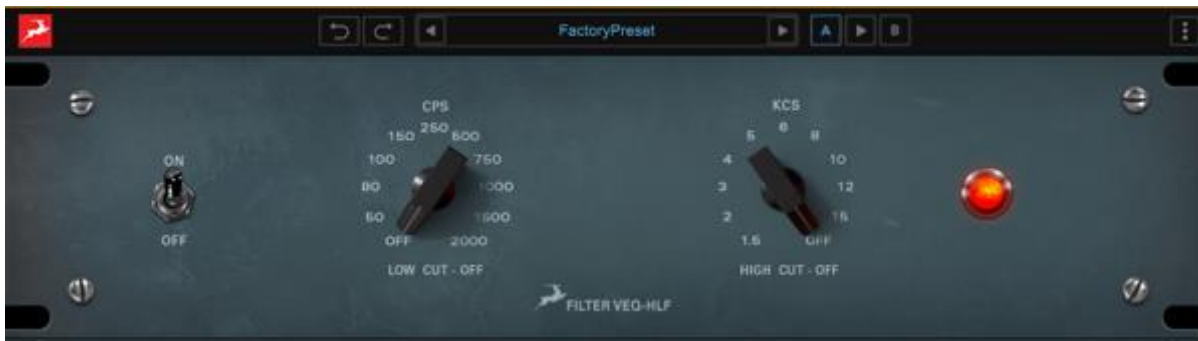 FactoryPreset
A
B
CPS
250
150 500
100 750
80 1000
50 1500
OFF 2000
LOW CUT - OFF
KCS
6
5 8
4 10
3 12
2 15
1.5 OFF
HIGH CUT - OFF
ON
OFF
FILTER VEQ-HLF